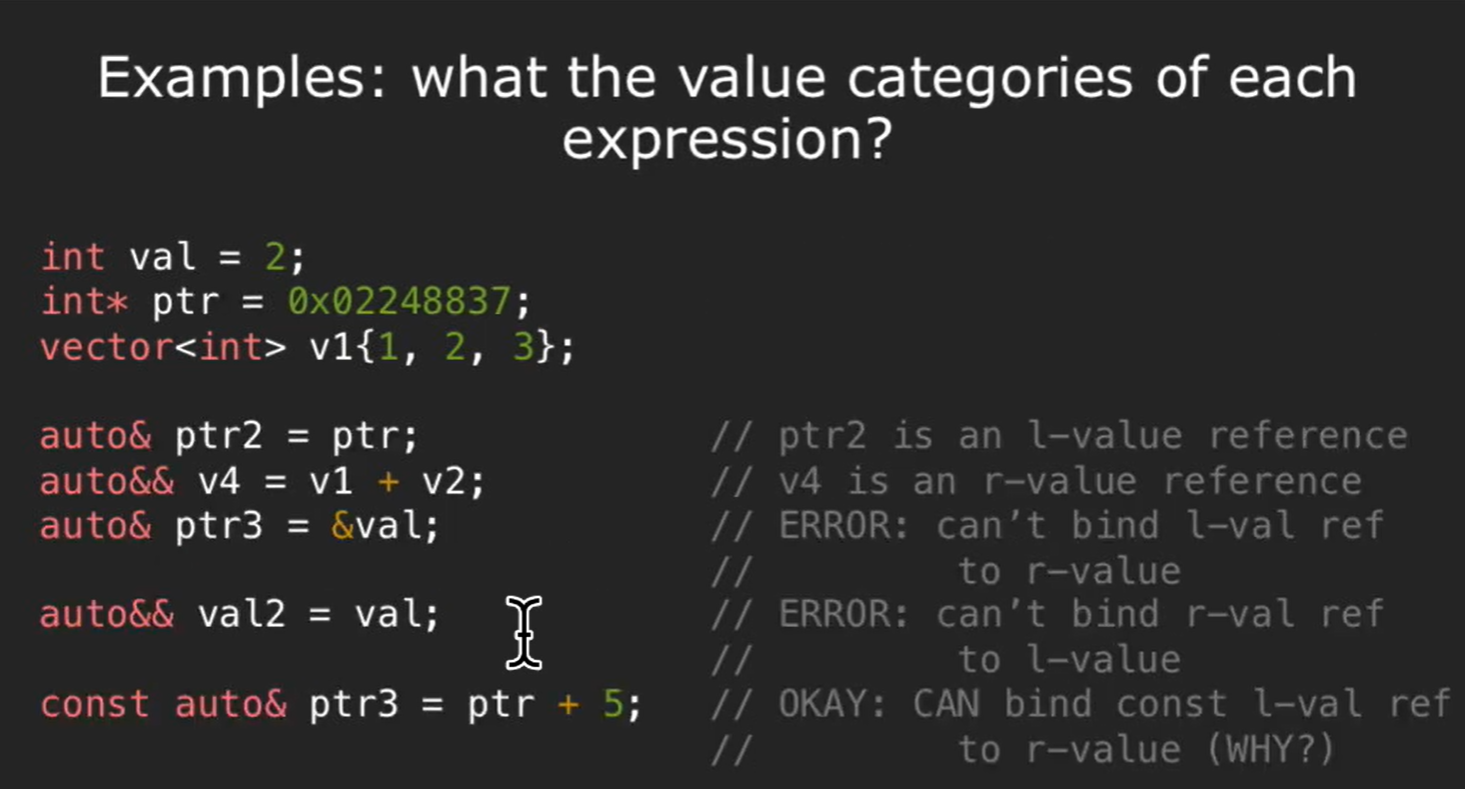 Examples: what the value categories of each
expression?
int val = 2;
int* ptr = 0x02248837;
vector<int> v1{1, 2, 3};
auto& ptr2 = ptr; // ptr2 is an l-value reference
auto&& v4 = v1 + v2; // v4 is an r-value reference
auto& ptr3 = &val; // ERROR: can't bind l-val ref
// to r-value
auto&& val2 = val; // ERROR: can't bind r-val ref
// to l-value
const auto& ptr3 = ptr + 5; // OKAY: CAN bind const l-val ref
// to r-value (WHY?)